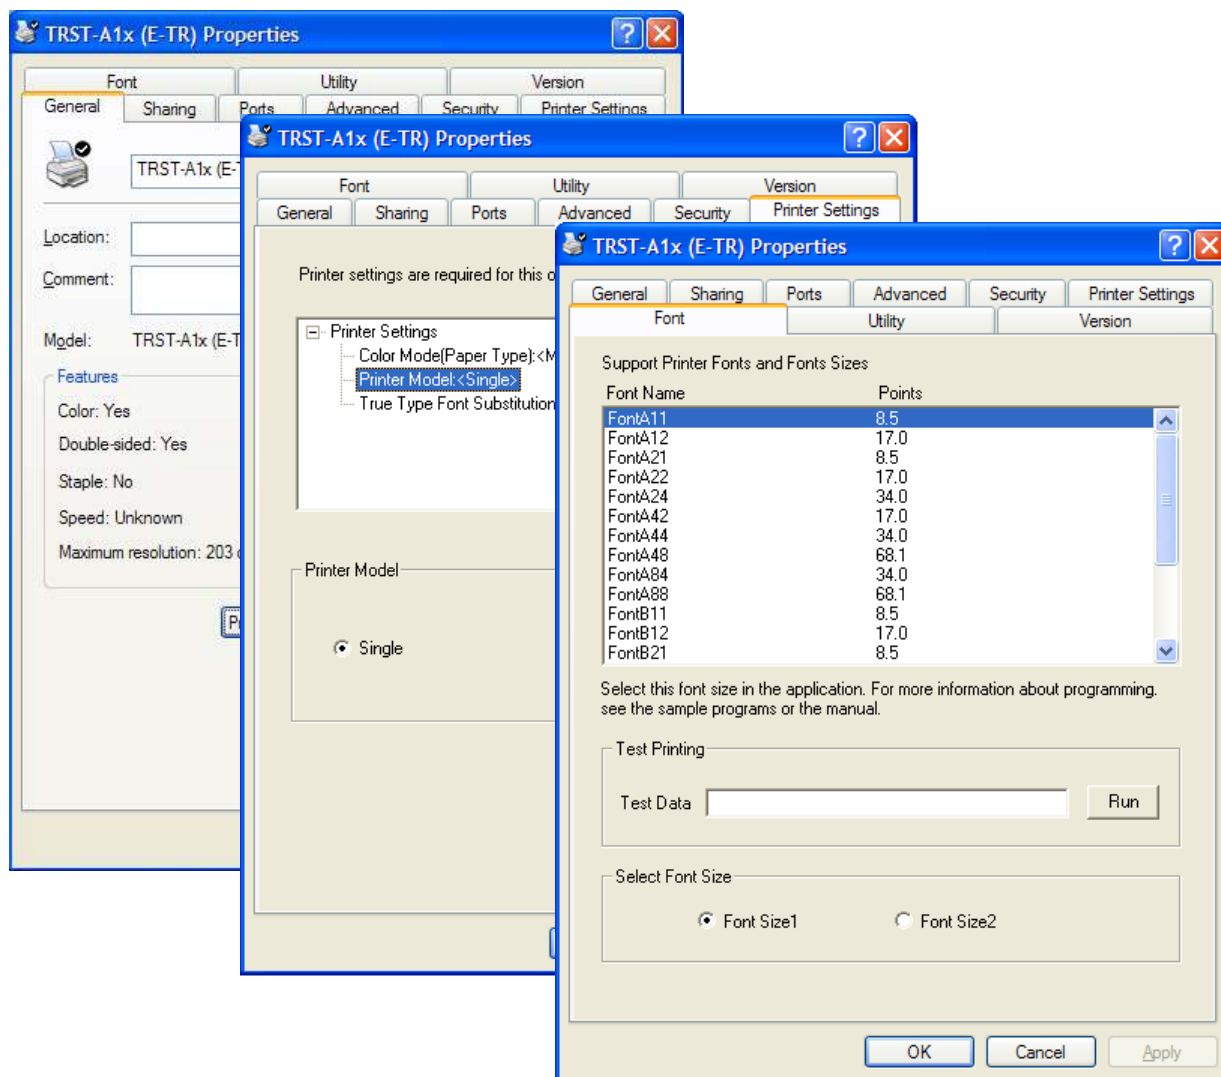 TRST-A1x (E-TR) Properties
Font Utility Version
General Sharing Ports Advanced Security Printer Settings
TRST-A1x (E-T
Location:
Comment:
Model: TRST-A1x (E-T
Features
Color: Yes
Double-sided: Yes
Staple: No
Speed: Unknown
Maximum resolution: 203
TRST-A1x (E-TR) Properties
Font Utility Version
General Sharing Ports Advanced Security Printer Settings
Printer settings are required for this
Printer Settings
Color Mode(Paper Type):<M
Printer Model:<Single>
True Type Font Substitution
Printer Model
Single
TRST-A1x (E-TR) Properties
General Sharing Ports Advanced Security Printer Settings
Font Utility Version
Support Printer Fonts and Fonts Sizes
Font Name Points
FontA11 8.5
FontA12 17.0
FontA21 8.5
FontA22 17.0
FontA24 34.0
FontA42 17.0
FontA44 34.0
FontA48 68.1
FontA84 34.0
FontA88 68.1
FontB11 8.5
FontB12 17.0
FontB21 8.5
Select this font size in the application. For more information about programming,
see the sample programs or the manual.
Test Printing
Test Data Run
Select Font Size
Font Size1 Font Size2
OK Cancel Apply